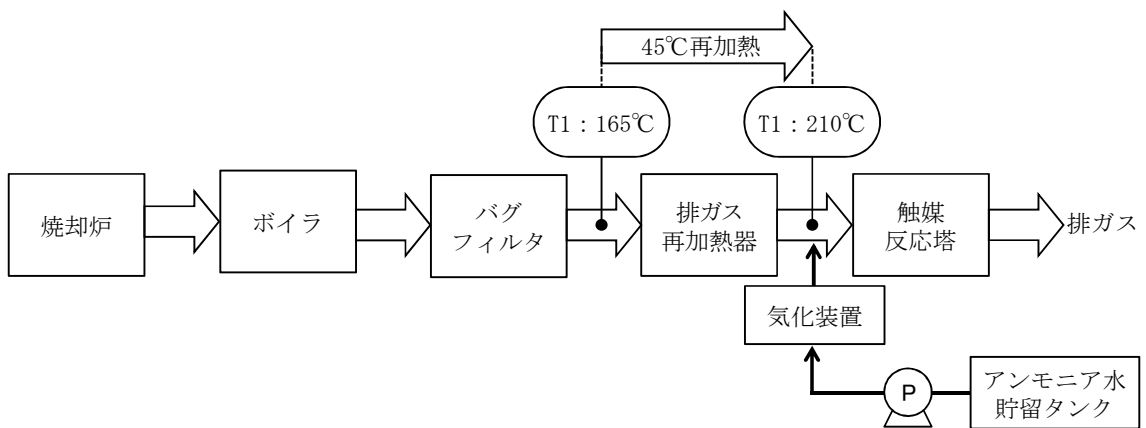 45℃再加熱
T1：165℃
T1：210℃
焼却炉
ボイラ
バグ
フィルタ
排ガス
再加熱器
触媒
反応塔
排ガス
気化装置
P
アンモニア水
貯留タンク